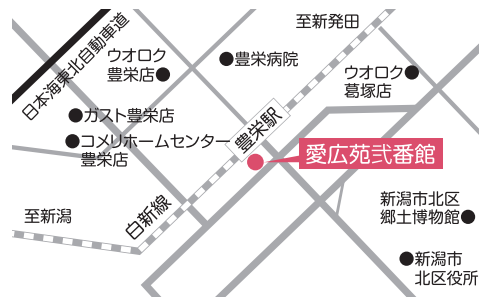 至新発田
日本海東北自動車道
ウオロク
豊栄店
豊栄病院
ウオロク
葛塚店
ガスト豊栄店
コメリホームセンター
豊栄店
豊栄駅
愛広苑弐番館
新潟市北区
郷土博物館
至新潟
白新線
新潟市
北区役所